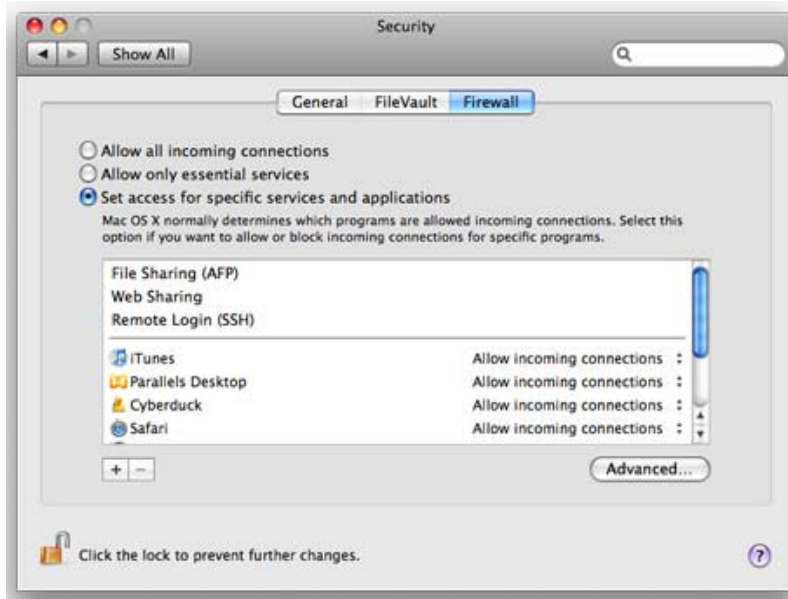 Security
Show All
General FileVault Firewall
Allow all incoming connections
Allow only essential services
Set access for specific services and applications
Mac OS X normally determines which programs are allowed incoming connections. Select this
option if you want to allow or block incoming connections for specific programs.
File Sharing (AFP)
Web Sharing
Remote Login (SSH)
iTunes Allow incoming connections
Parallels Desktop Allow incoming connections
Cyberduck Allow incoming connections
Safari Allow incoming connections
+ − Advanced...
Click the lock to prevent further changes. ?